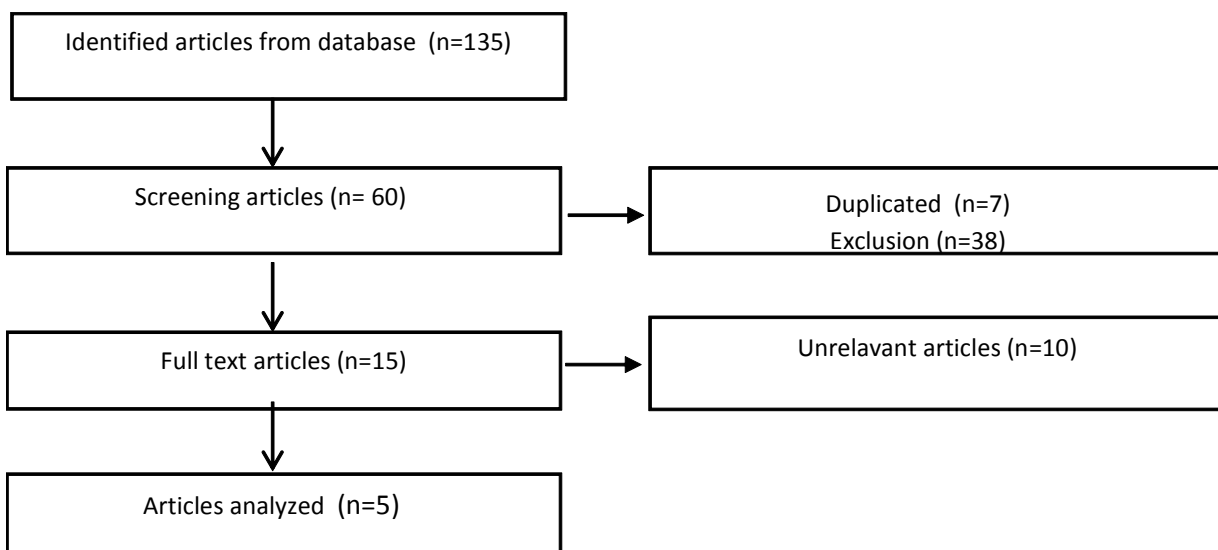 Identified articles from database  (n=135)
Screening articles (n= 60)
Duplicated  (n=7)
Exclusion (n=38)
Full text articles (n=15)
Unrelavant articles (n=10)
Articles analyzed  (n=5)